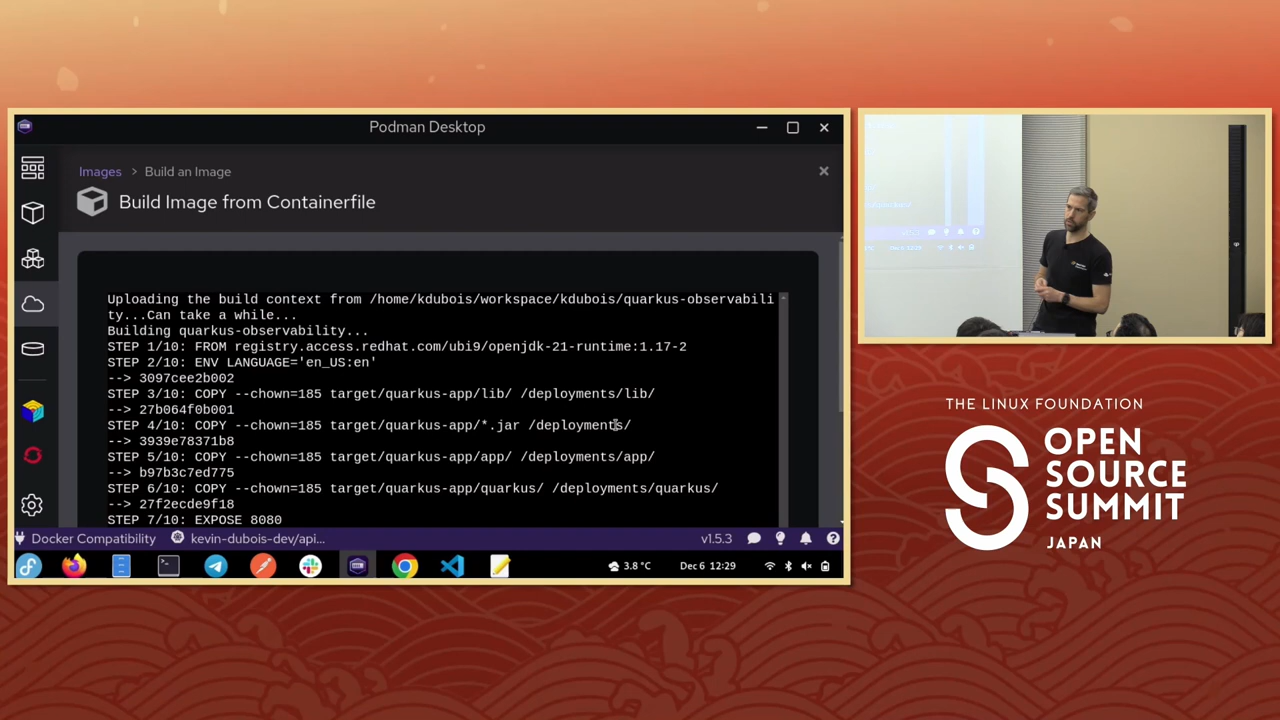 Podman Desktop
Images > Build an Image
Build Image from Containerfile
Uploading the build context from /home/kdubois/workspace/kdubois/quarkus-observabili
ty...Can take a while...
Building quarkus-observability...
STEP 1/10: FROM registry.access.redhat.com/ubi9/openjdk-21-runtime:1.17-2
STEP 2/10: ENV LANGUAGE='en_US:en'
--> 3097cee2b002
STEP 3/10: COPY --chown=185 target/quarkus-app/lib/ /deployments/lib/
--> 27b064f0b001
STEP 4/10: COPY --chown=185 target/quarkus-app/*.jar /deployments/
--> 3939e78371b8
STEP 5/10: COPY --chown=185 target/quarkus-app/app/ /deployments/app/
--> b97b3c7ed775
STEP 6/10: COPY --chown=185 target/quarkus-app/quarkus/ /deployments/quarkus/
--> 27f2ecde9f18
STEP 7/10: EXPOSE 8080
Docker Compatibility
kevin-dubois-dev/api...
v1.5.3
3.8 °C
Dec 6 12:29
THE LINUX FOUNDATION
OPEN
SOURCE
SUMMIT
JAPAN